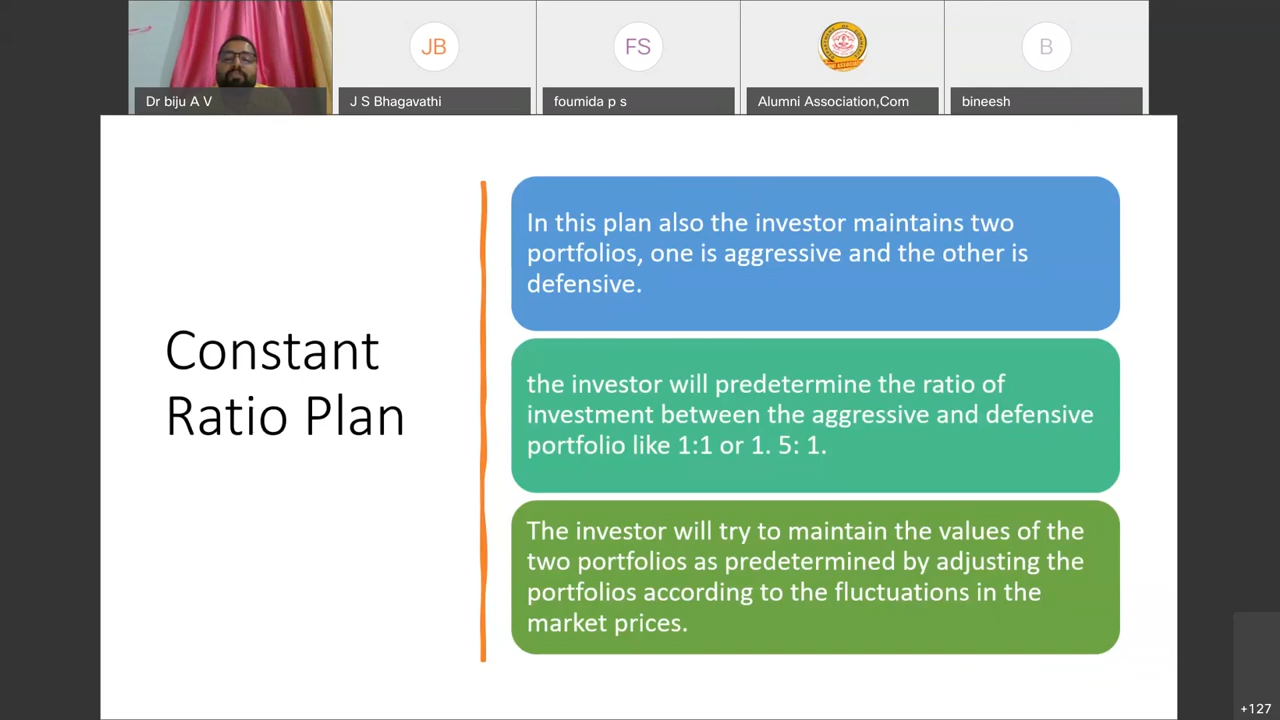 JB
FS
B
Dr biju A V
J S Bhagavathi
foumida p s
Alumni Association,Com
bineesh
Constant
Ratio Plan
In this plan also the investor maintains two
portfolios, one is aggressive and the other is
defensive.
the investor will predetermine the ratio of
investment between the aggressive and defensive
portfolio like 1:1 or 1. 5: 1.
The investor will try to maintain the values of the
two portfolios as predetermined by adjusting the
portfolios according to the fluctuations in the
market prices.
+127